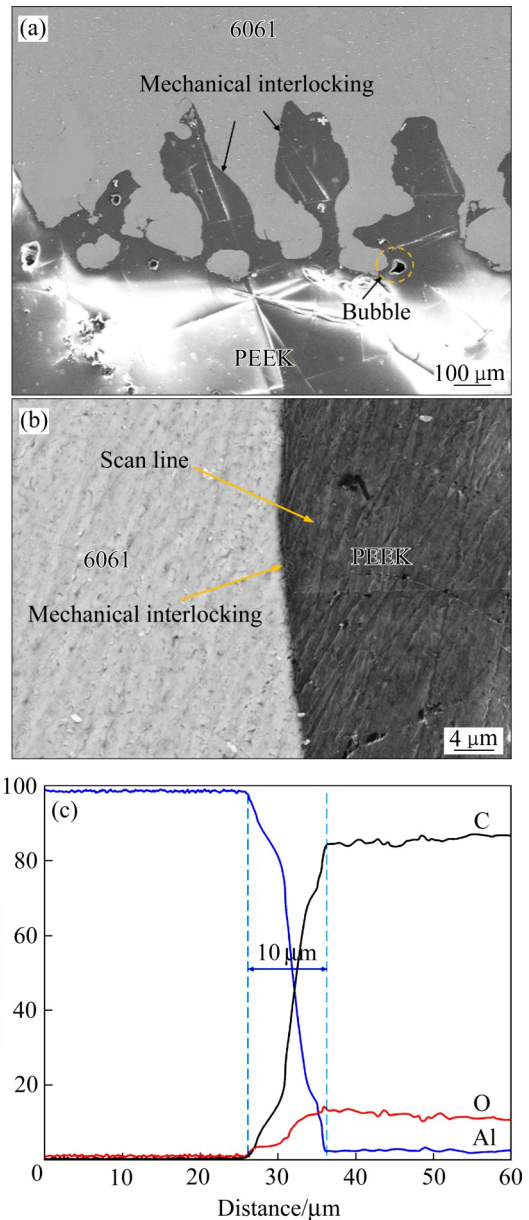 (a)
6061
Mechanical interlocking
Bubble
PEEK
100 μm
(b)
Scan line
6061
PEEK
Mechanical interlocking
4 μm
100
(c)
C
80
60
10 μm
40
20
O
Al
0 10 20 30 40 50 60
Distance/μm